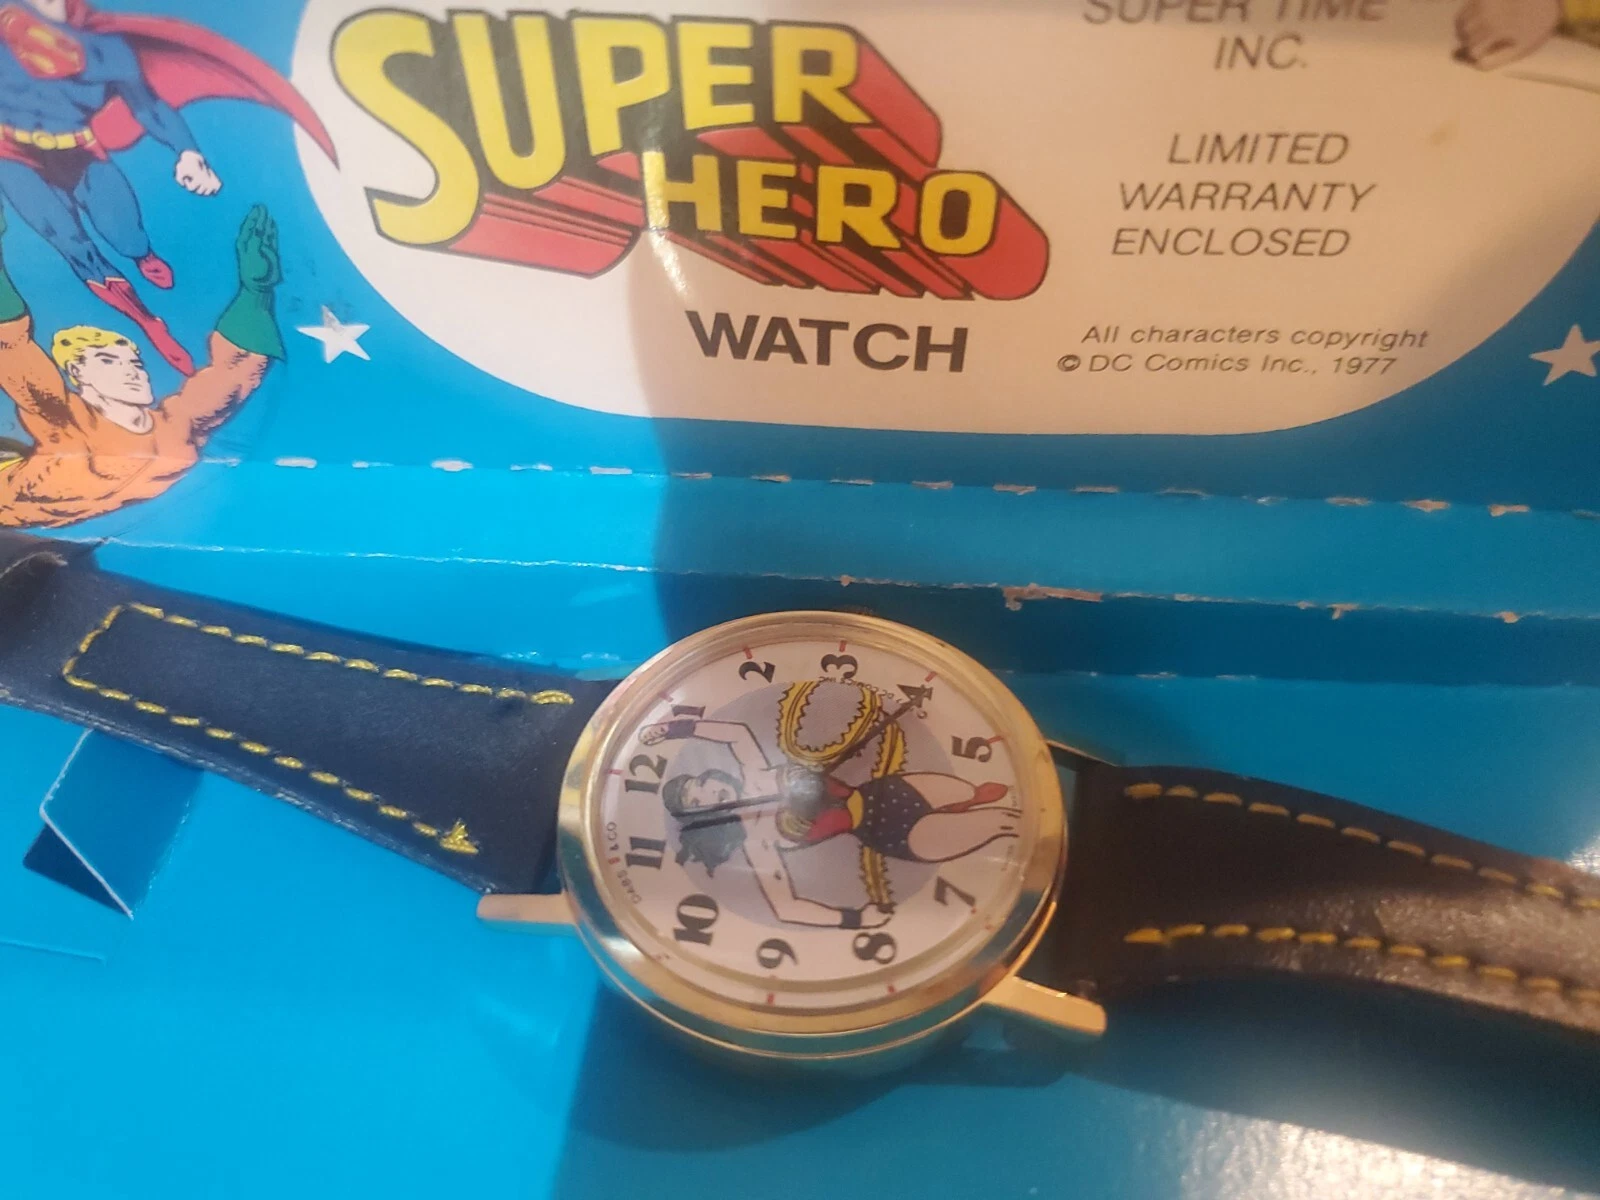 SUPER TIME
INC.
SUPER
HERO
WATCH
LIMITED
WARRANTY
ENCLOSED
All characters copyright
© DC Comics Inc., 1977
12
1
2
3
4
5
7
8
9
10
11
DABS & CO